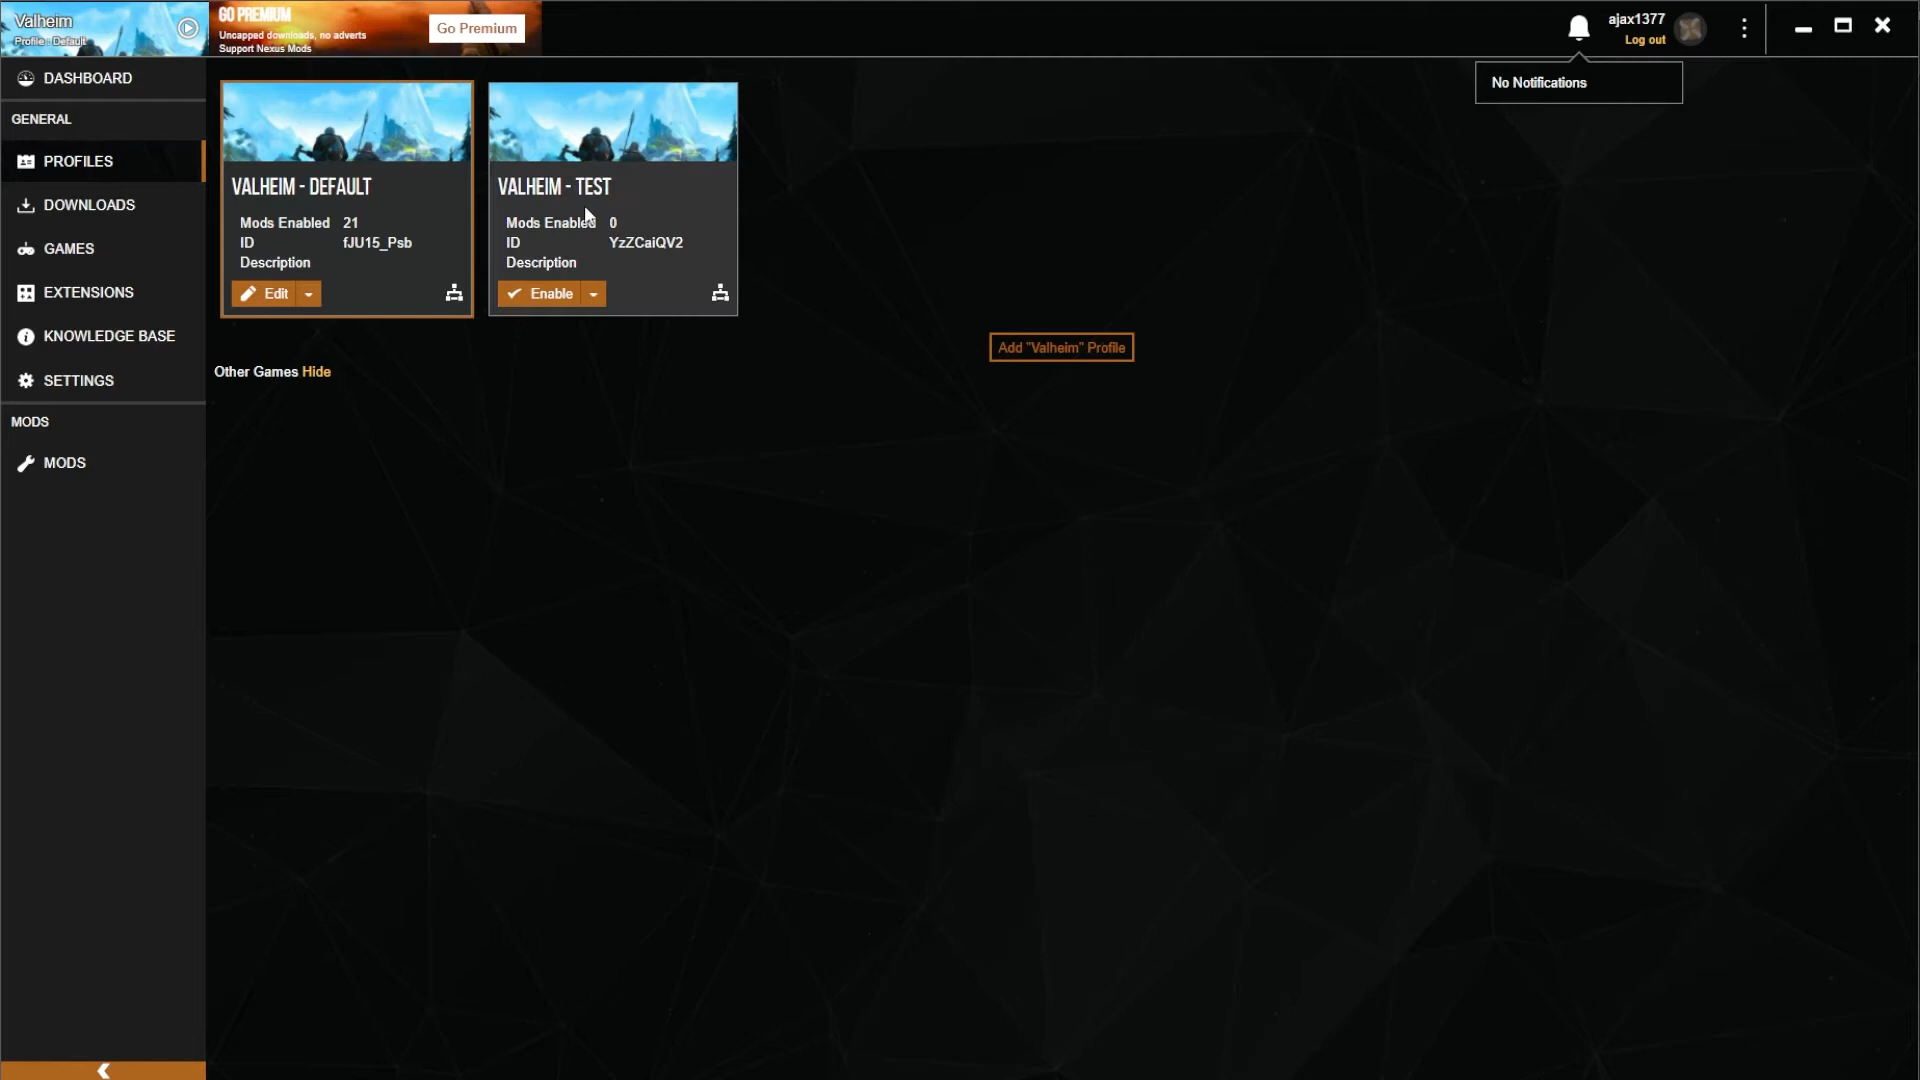 Valheim
Profile : Default
GO PREMIUM
Uncapped downloads, no adverts
Support Nexus Mods
Go Premium
ajax1377
Log out
No Notifications
DASHBOARD
GENERAL
PROFILES
DOWNLOADS
GAMES
EXTENSIONS
KNOWLEDGE BASE
SETTINGS
MODS
MODS
VALHEIM - DEFAULT
Mods Enabled 21
ID fJU15_Psb
Description
Edit
VALHEIM - TEST
Mods Enabled 0
ID YzZCaiQV2
Description
Enable
Add "Valheim" Profile
Other Games Hide